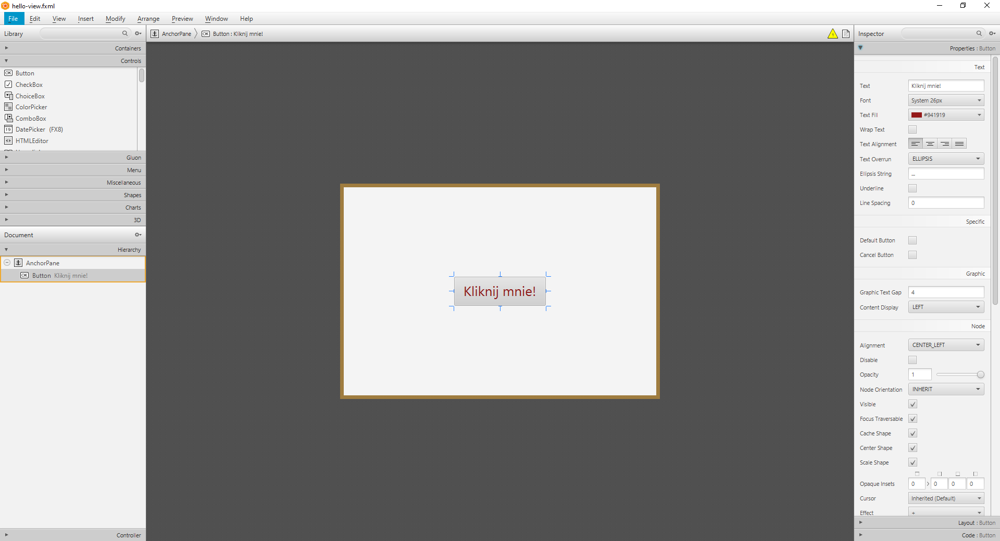 hello-view.fxml
File Edit View Insert Modify Arrange Preview Window Help
Library
Containers
Controls
OK Button
CheckBox
ChoiceBox
ColorPicker
ComboBox
19 DatePicker (FX8)
HTMLEditor
Gluon
Menu
Miscellaneous
Shapes
Charts
3D
Document
Hierarchy
AnchorPane
OK Button Kliknij mnie!
Controller
AnchorPane OK Button : Kliknij mnie!
1
Kliknij mnie!
Inspector
Properties : Button
Text
Text Kliknij mnie!
Font System 26px
Text Fill #941919
Wrap Text
Text Alignment
Text Overrun ELLIPSIS
Ellipsis String ...
Underline
Line Spacing 0
Specific
Default Button
Cancel Button
Graphic
Graphic Text Gap 4
Content Display LEFT
Node
Alignment CENTER_LEFT
Disable
Opacity 1
Node Orientation INHERIT
Visible
Focus Traversable
Cache Shape
Center Shape
Scale Shape
Opaque Insets 0 0 0 0
Cursor Inherited (Default)
Effect +
Layout : Button
Code : Button